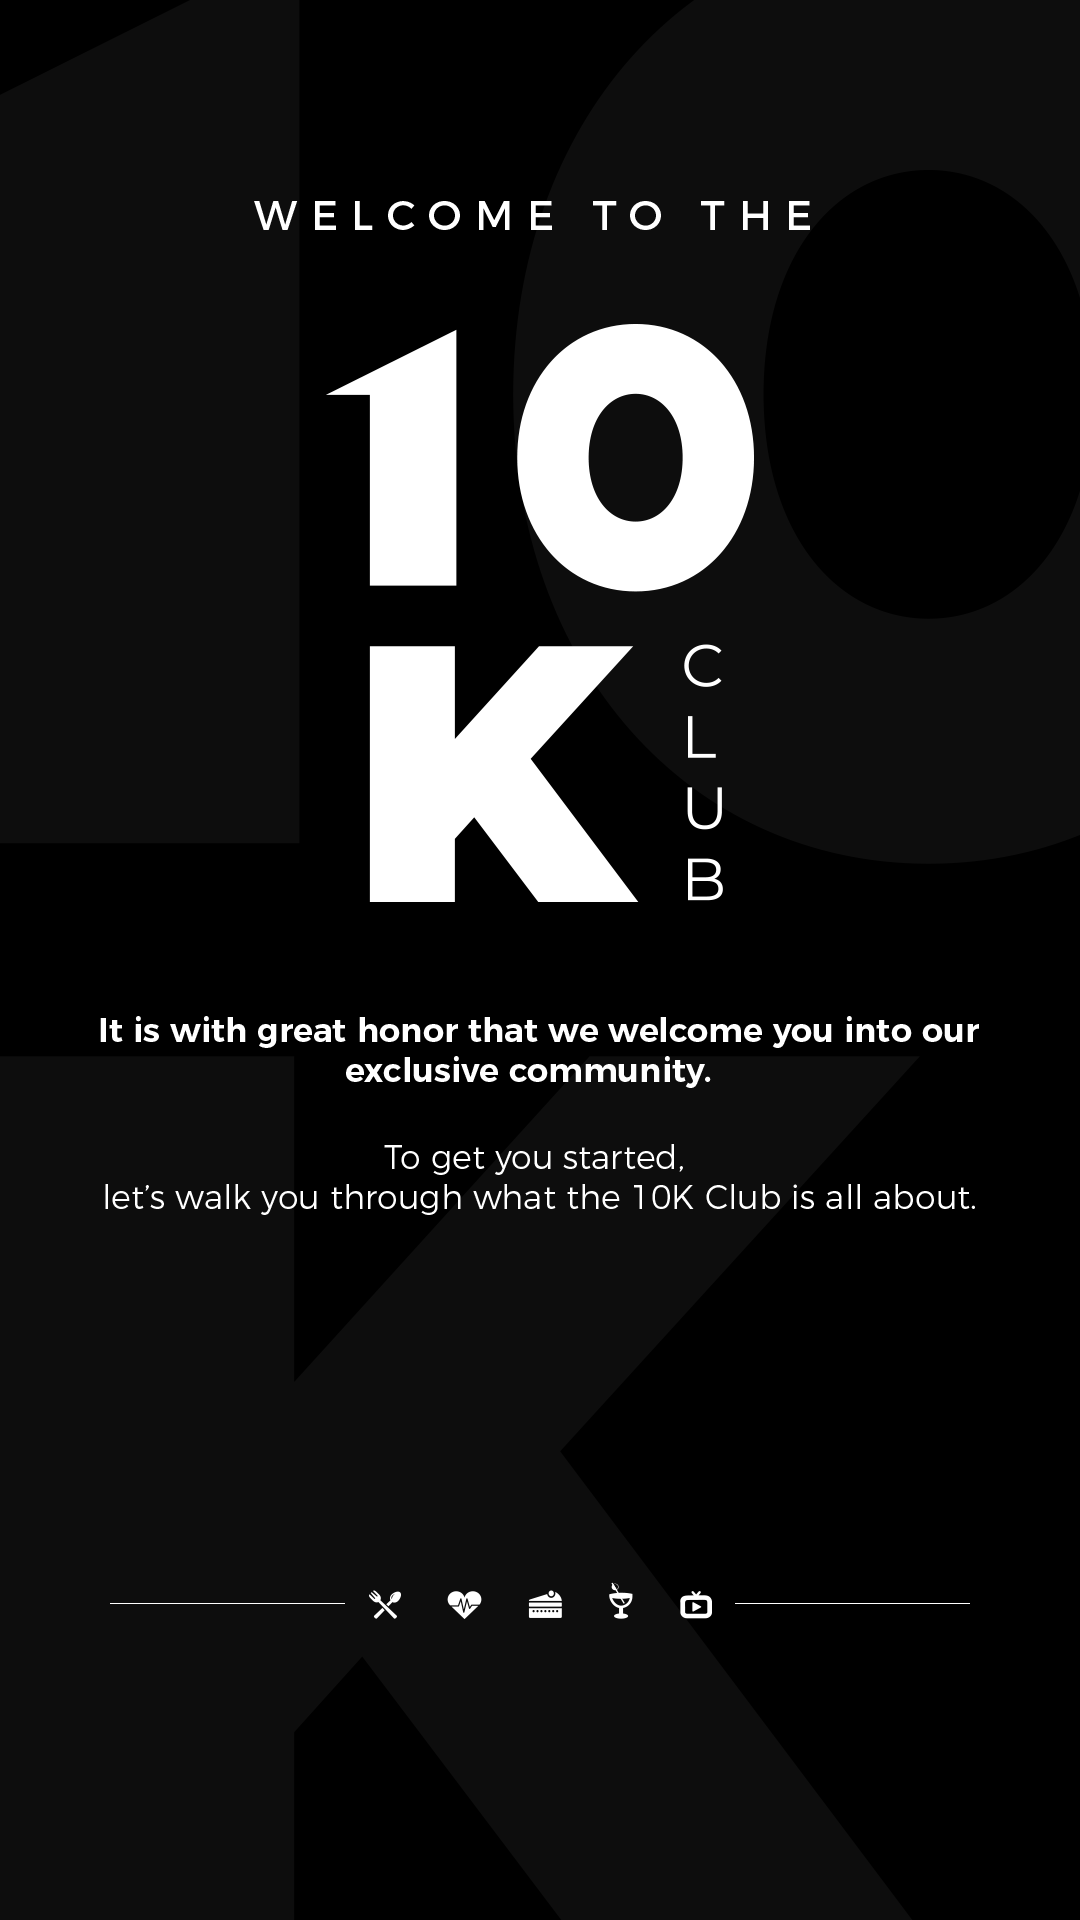 WELCOME TO THE
10
K
CLUB
It is with great honor that we welcome you into our
exclusive community.
To get you started,
let’s walk you through what the 10K Club is all about.